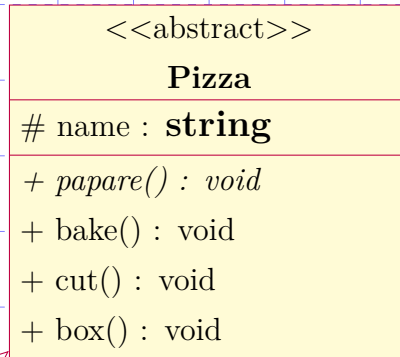 <<abstract>>
Pizza
# name : string
+ papare() : void
+ bake() : void
+ cut() : void
+ box() : void